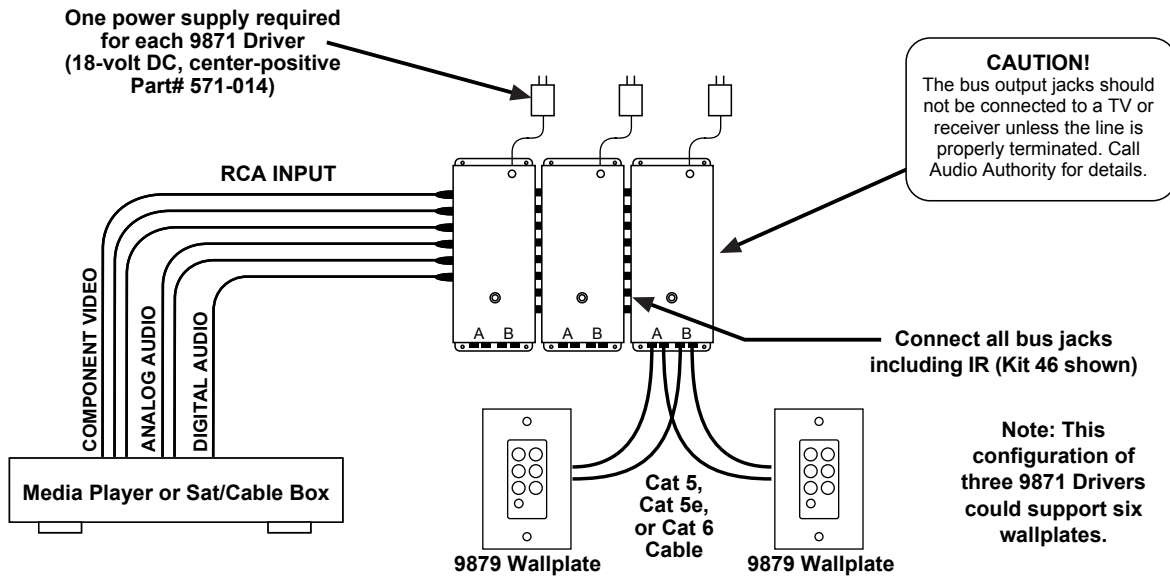 One power supply required
for each 9871 Driver
(18-volt DC, center-positive
Part# 571-014)
CAUTION!
The bus output jacks should
not be connected to a TV or
receiver unless the line is
properly terminated. Call
Audio Authority for details.
RCA INPUT
COMPONENT VIDEO
ANALOG AUDIO
DIGITAL AUDIO
A B
A B
A B
Connect all bus jacks
including IR (Kit 46 shown)
Media Player or Sat/Cable Box
Cat 5,
Cat 5e,
or Cat 6
Cable
9879 Wallplate
9879 Wallplate
Note: This
configuration of
three 9871 Drivers
could support six
wallplates.